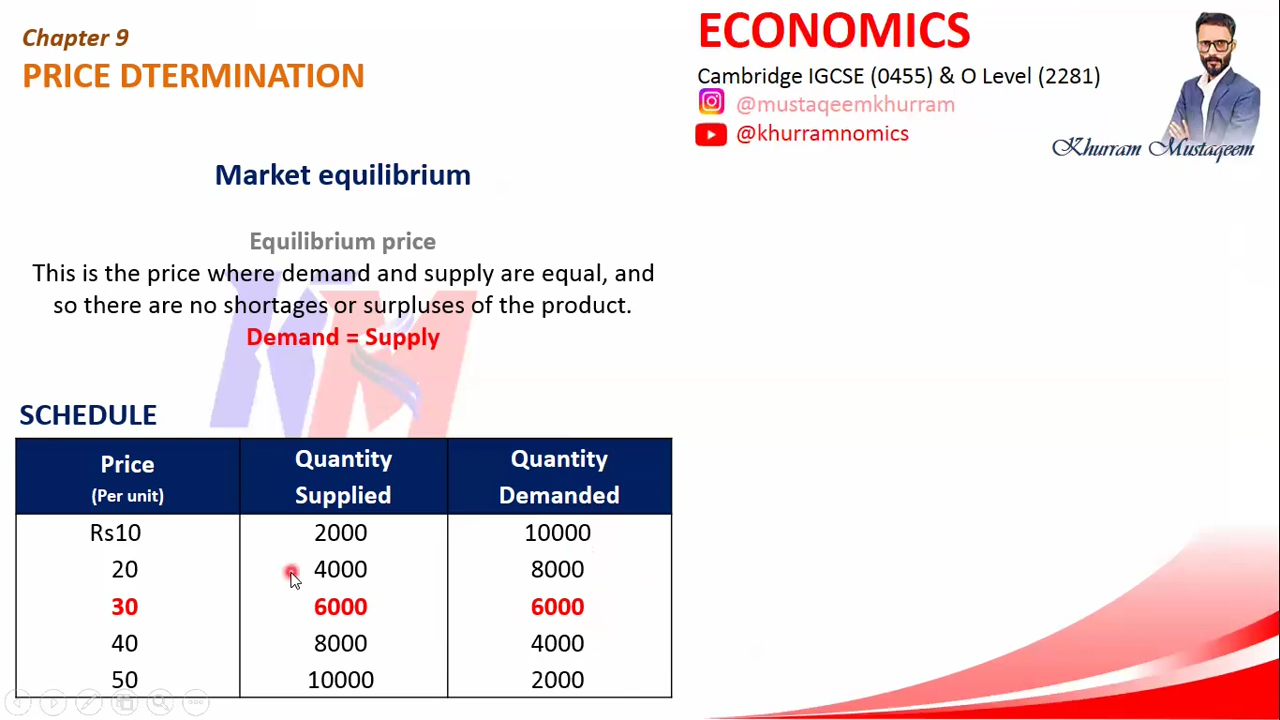 Chapter 9
PRICE DTERMINATION
ECONOMICS
Cambridge IGCSE (0455) & O Level (2281)
@mustaqeemkhurram
@khurramnomics
Khurram Mustaqeem
Market equilibrium
Equilibrium price
This is the price where demand and supply are equal, and
so there are no shortages or surpluses of the product.
Demand = Supply
KM
SCHEDULE
Price (Per unit) Quantity Supplied Quantity Demanded
Rs10 2000 10000
20 4000 8000
30 6000 6000
40 8000 4000
50 10000 2000